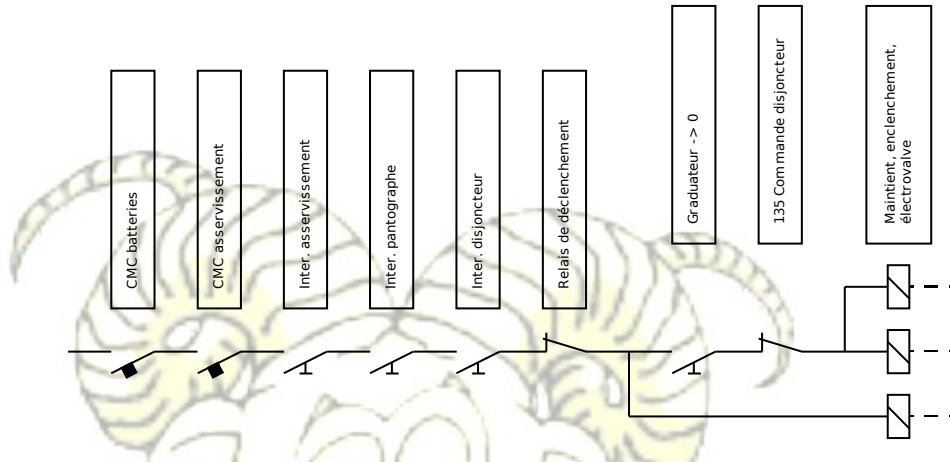 CMC batteries
CMC asservissement
Inter. asservissement
Inter. pantographe
Inter. disjoncteur
Relais de déclenchement
Graduateur -> 0
135 Commande disjoncteur
Maintient, enclenchement,
électrovalve